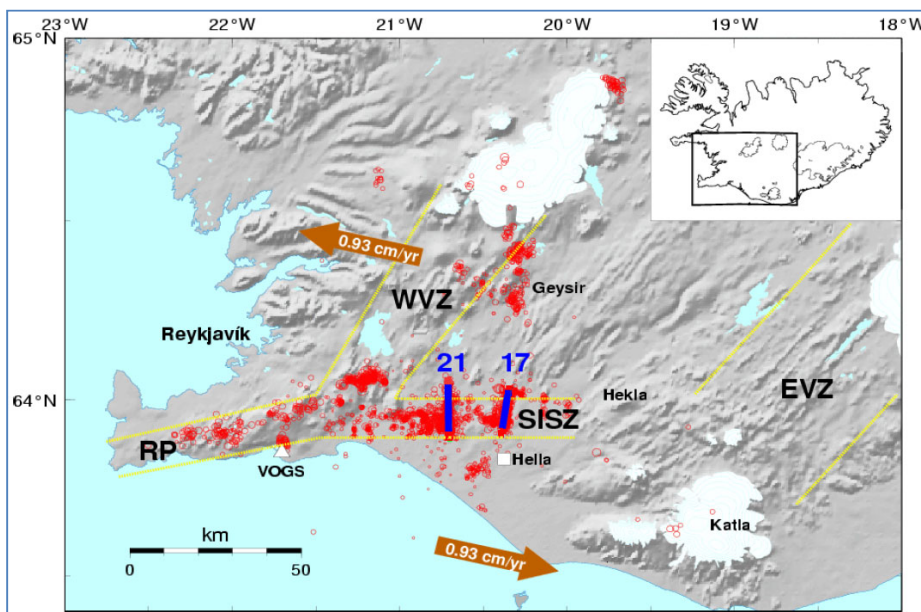 23°W 22°W 21°W 20°W 19°W 18°W
65°N
0.93 cm/yr
WVZ
Geysir
Reykjavík
21 17
64°N
Hekla
EVZ
SISZ
RP
VOGS
Hella
km
0 50
Katla
0.93 cm/yr